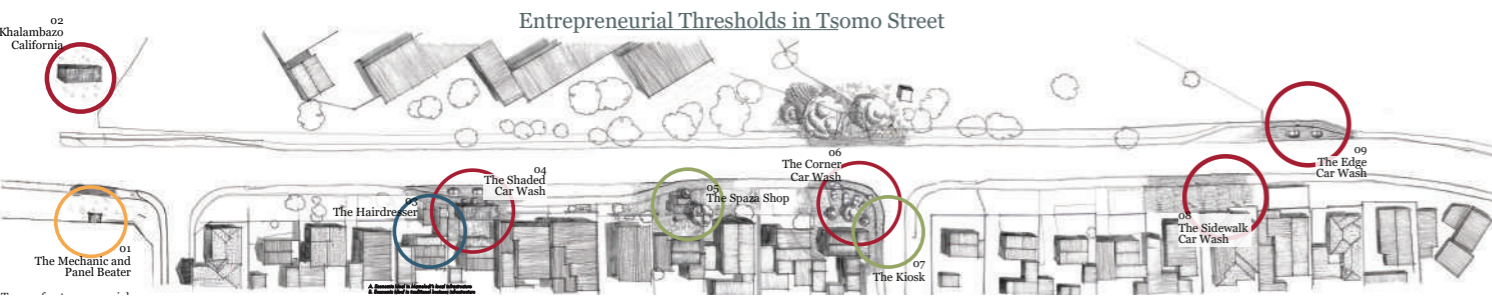 Entrepreneurial Thresholds in Tsomo Street
02
Khalambazo
California
01
The Mechanic and
Panel Beater
03
The Hairdresser
04
The Shaded
Car Wash
05
The Spaza Shop
06
The Corner
Car Wash
07
The Kiosk
08
The Sidewalk
Car Wash
09
The Edge
Car Wash